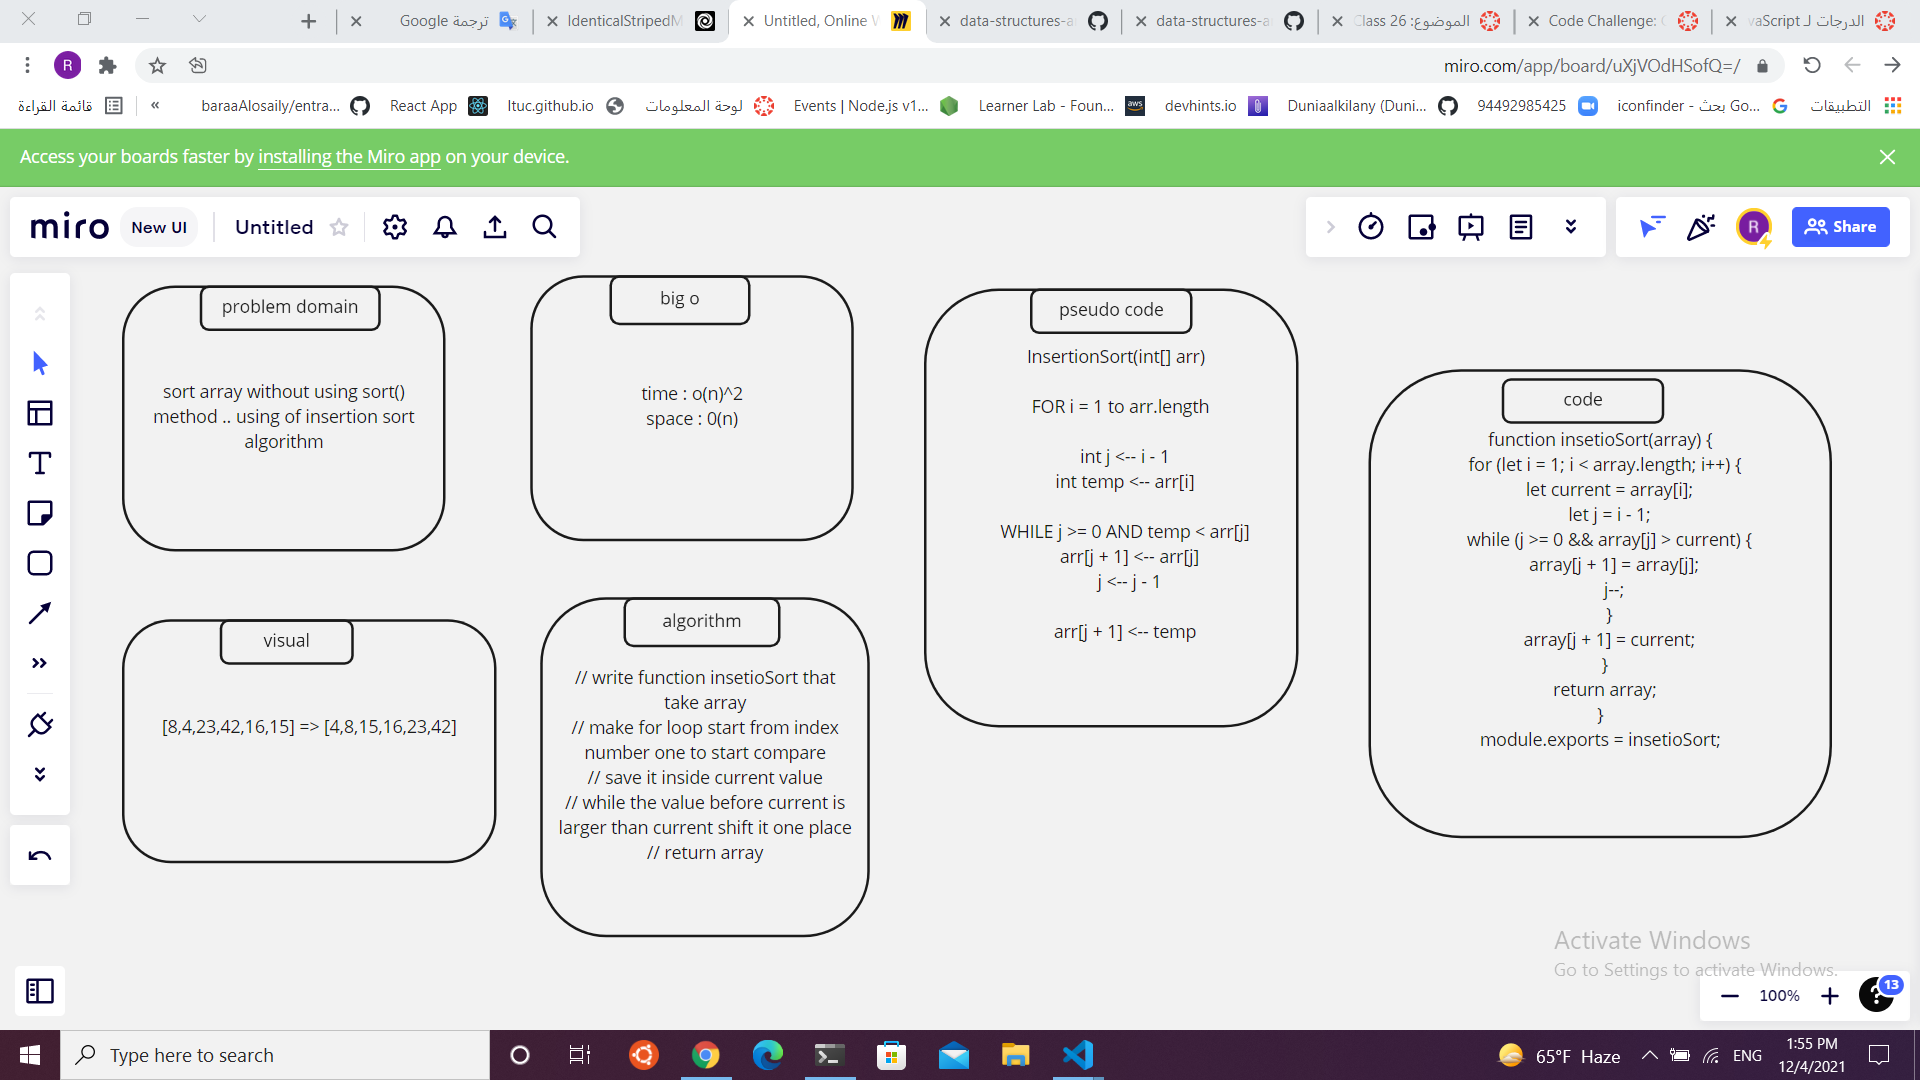 ترجمة Google
IdenticalStripedM
Untitled, Online W
data-structures-a
data-structures-a
الموضوع: Class 26
Code Challenge: C
الدرجات لـ vaScript
R
miro.com/app/board/uXjVOdHSofQ=/
قائمة القراءة
«
baraaAlosaily/entra...
React App
ltuc.github.io
لوحة المعلومات
Events | Node.js v1...
Learner Lab - Foun...
aws
devhints.io
Duniaalkilany (Duni...
94492985425
iconfinder - بحث Go...
التطبيقات
Access your boards faster by installing the Miro app on your device.
miro
New UI
Untitled
R
Share
problem domain
sort array without using sort()
method .. using of insertion sort
algorithm
big o
time : o(n)^2
space : 0(n)
pseudo code
InsertionSort(int[] arr)
FOR i = 1 to arr.length
int j <-- i - 1
int temp <-- arr[i]
WHILE j >= 0 AND temp < arr[j]
arr[j + 1] <-- arr[j]
j <-- j - 1
arr[j + 1] <-- temp
code
function insetioSort(array) {
for (let i = 1; i < array.length; i++) {
let current = array[i];
let j = i - 1;
while (j >= 0 && array[j] > current) {
array[j + 1] = array[j];
j--;
}
array[j + 1] = current;
}
return array;
}
module.exports = insetioSort;
visual
[8,4,23,42,16,15] => [4,8,15,16,23,42]
algorithm
// write function insetioSort that
take array
// make for loop start from index
number one to start compare
// save it inside current value
// while the value before current is
larger than current shift it one place
// return array
Activate Windows
Go to Settings to activate Windows.
100%
?
13
Type here to search
65°F Haze
ENG
1:55 PM
12/4/2021